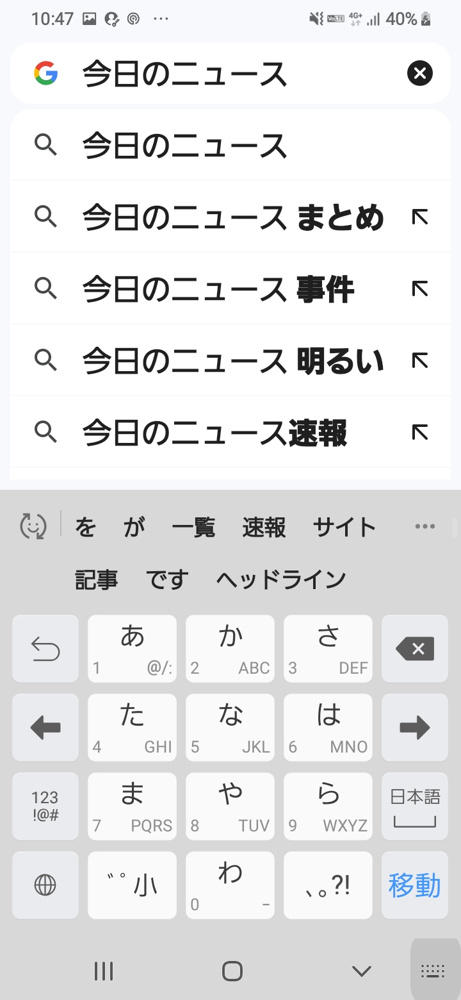 10:47 VoLTE 4G+ 40%
今日のニュース
今日のニュース
今日のニュース まとめ
今日のニュース 事件
今日のニュース 明るい
今日のニュース速報
を が 一覧 速報 サイト
記事 です ヘッドライン
あ か さ
1 @/: 2 ABC 3 DEF
た な は
4 GHI 5 JKL 6 MNO
123 ま や ら 日本語
!@# 7 PQRS 8 TUV 9 WXYZ
゛゜小 わ 、。?! 移動
0 –